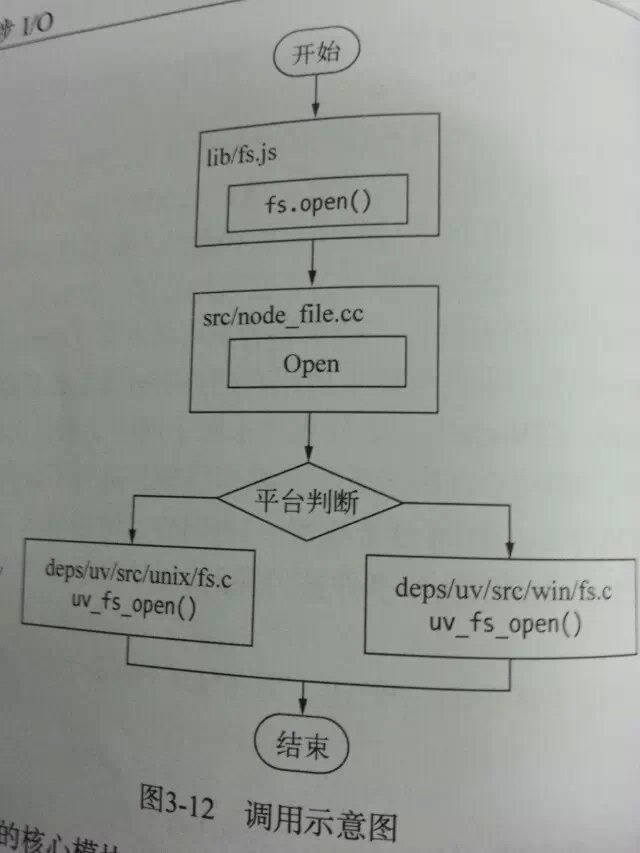 步 I/O
开始
lib/fs.js
fs.open()
src/node_file.cc
Open
平台判断
deps/uv/src/unix/fs.c
uv_fs_open()
deps/uv/src/win/fs.c
uv_fs_open()
结束
图3-12 调用示意图
的核心模块